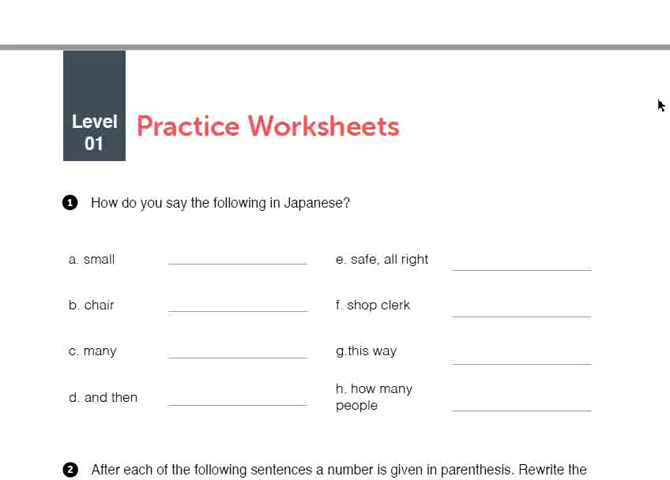 Level
01
Practice Worksheets
1 How do you say the following in Japanese?
a. small
e. safe, all right
b. chair
f. shop clerk
c. many
g.this way
d. and then
h. how many
people
2 After each of the following sentences a number is given in parenthesis. Rewrite the